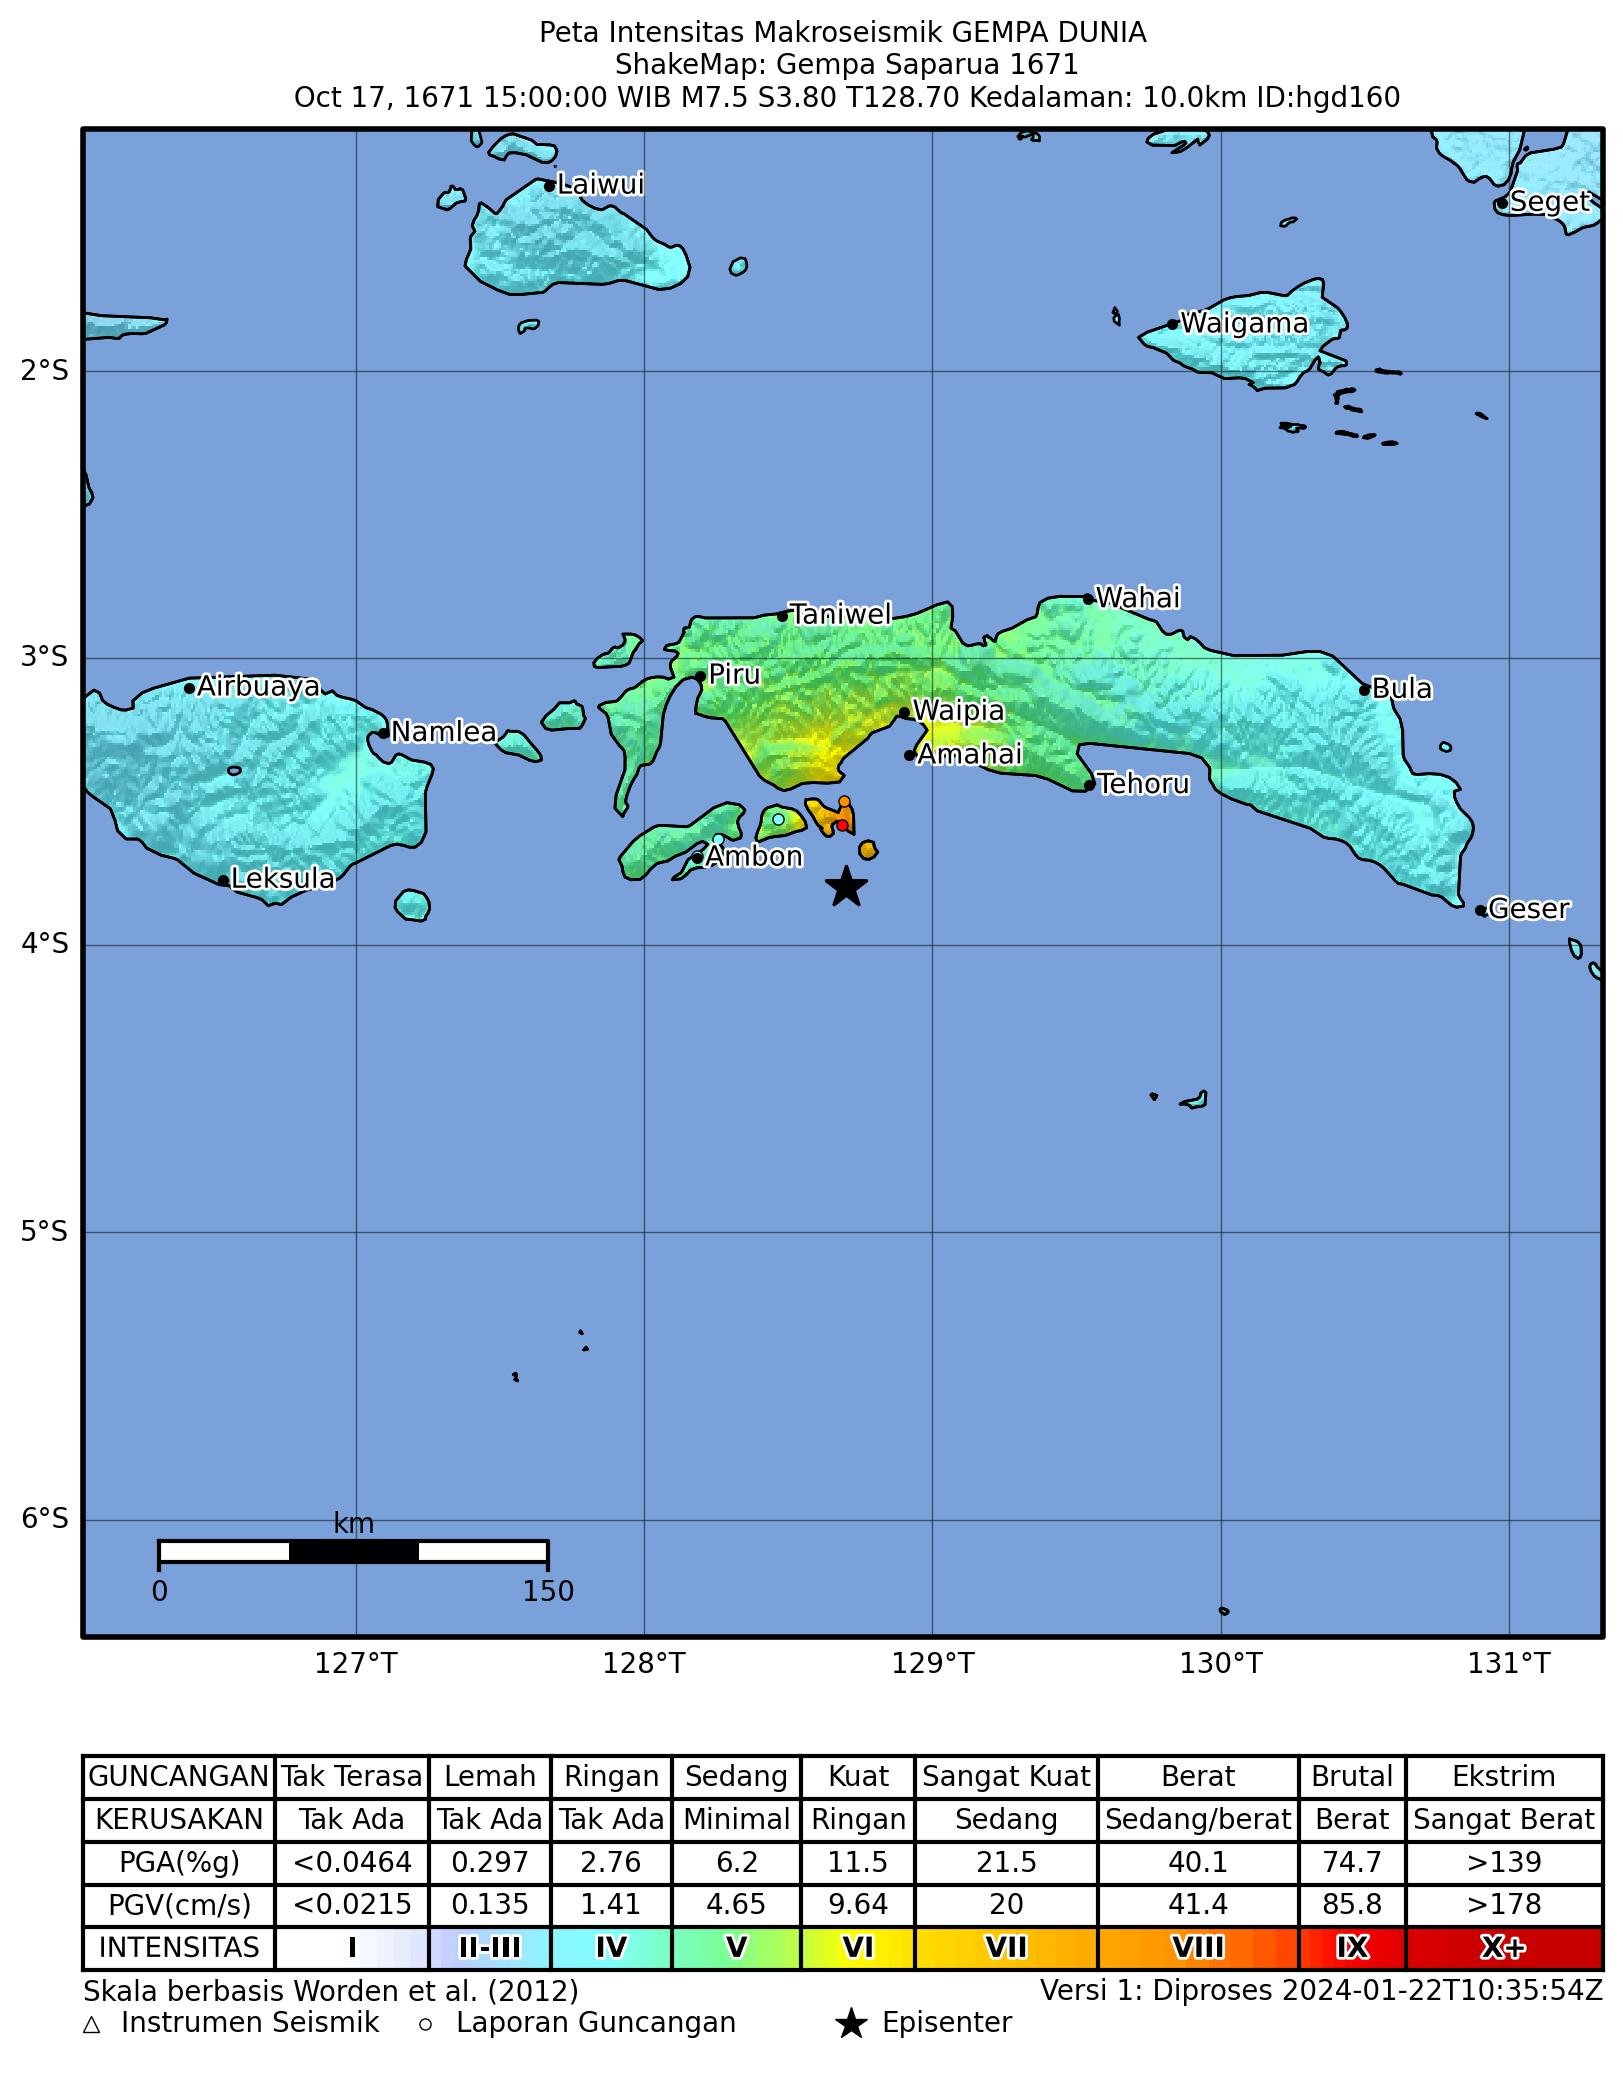 Peta Intensitas Makroseismik GEMPA DUNIA
ShakeMap: Gempa Saparua 1671
Oct 17, 1671 15:00:00 WIB M7.5 S3.80 T128.70 Kedalaman: 10.0km ID:hgd160
Laiwui
Seget
Waigama
2°S
Wahai
Taniwel
3°S
Piru
Airbuaya
Bula
Waipia
Namlea
Amahai
Tehoru
Ambon
Leksula
Geser
4°S
5°S
6°S
km
0 150
127°T 128°T 129°T 130°T 131°T
GUNCANGAN Tak Terasa Lemah Ringan Sedang Kuat Sangat Kuat Berat Brutal Ekstrim
KERUSAKAN Tak Ada Tak Ada Tak Ada Minimal Ringan Sedang Sedang/berat Berat Sangat Berat
PGA(%g) <0.0464 0.297 2.76 6.2 11.5 21.5 40.1 74.7 >139
PGV(cm/s) <0.0215 0.135 1.41 4.65 9.64 20 41.4 85.8 >178
INTENSITAS I II-III IV V VI VII VIII IX X+
Skala berbasis Worden et al. (2012) Versi 1: Diproses 2024-01-22T10:35:54Z
△ Instrumen Seismik ○ Laporan Guncangan ★ Episenter